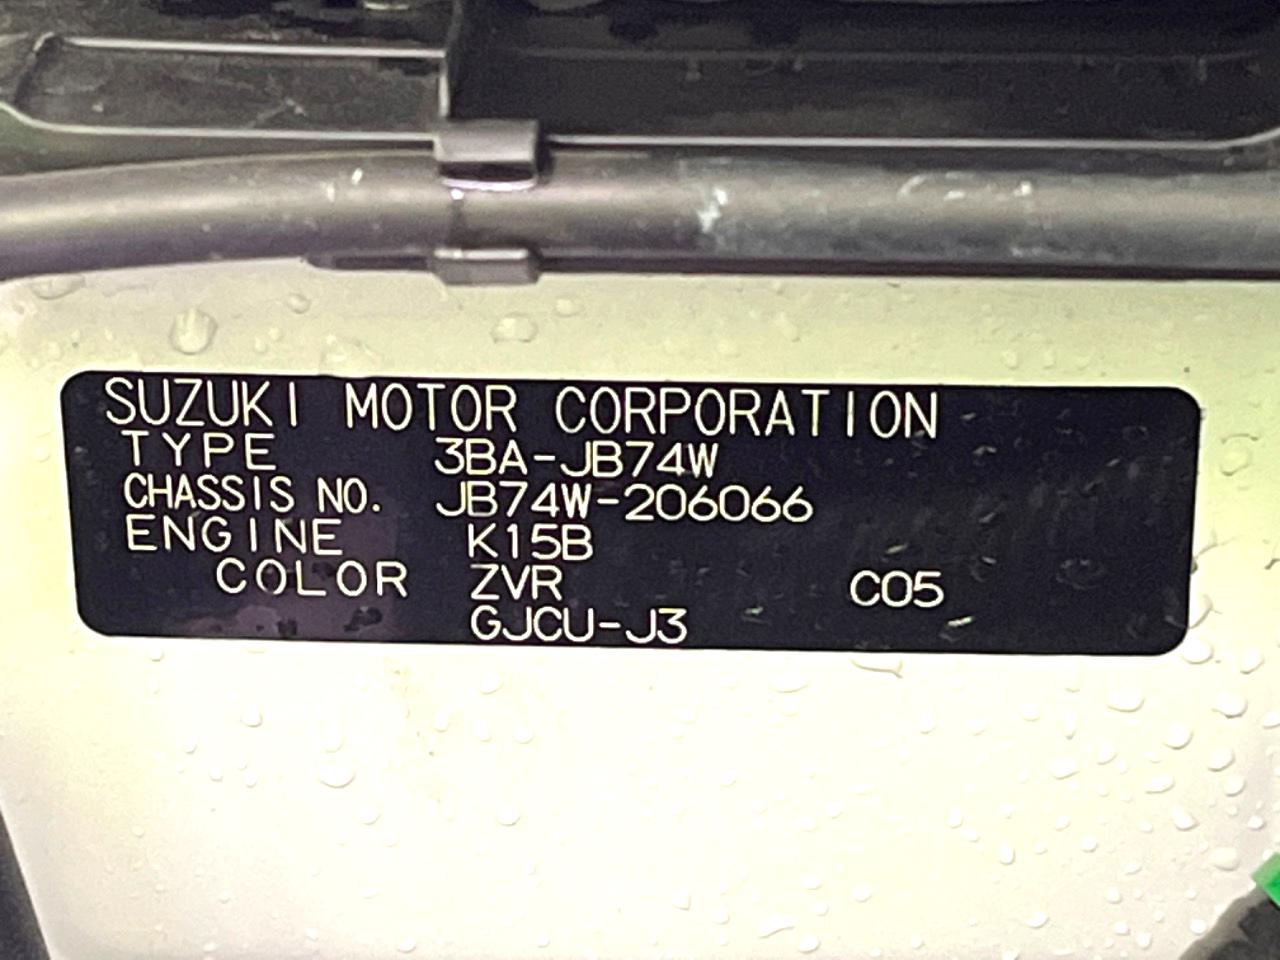 SUZUKI MOTOR CORPORATION
TYPE 3BA-JB74W
CHASSIS NO. JB74W-206066
ENGINE K15B
COLOR ZVR C05
GJCU-J3